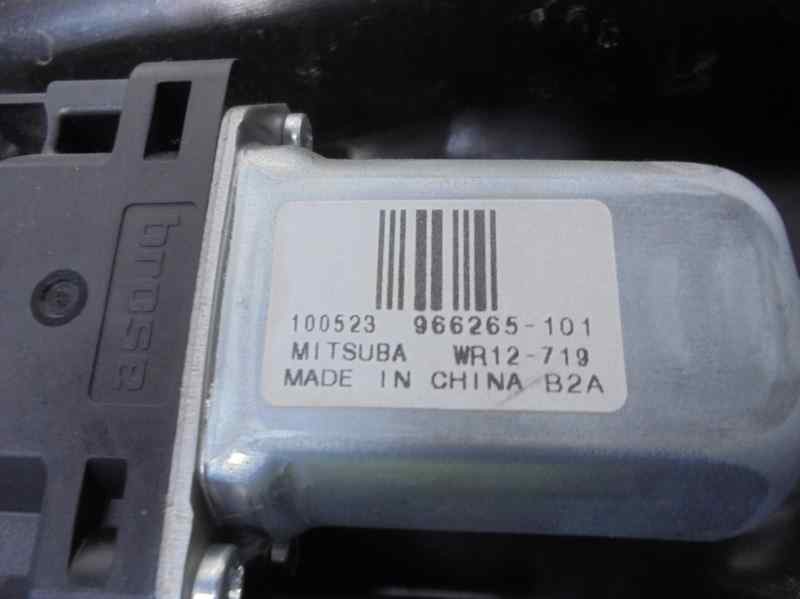 brose
100523 966265-101
MITSUBA WR12-719
MADE IN CHINA B2A